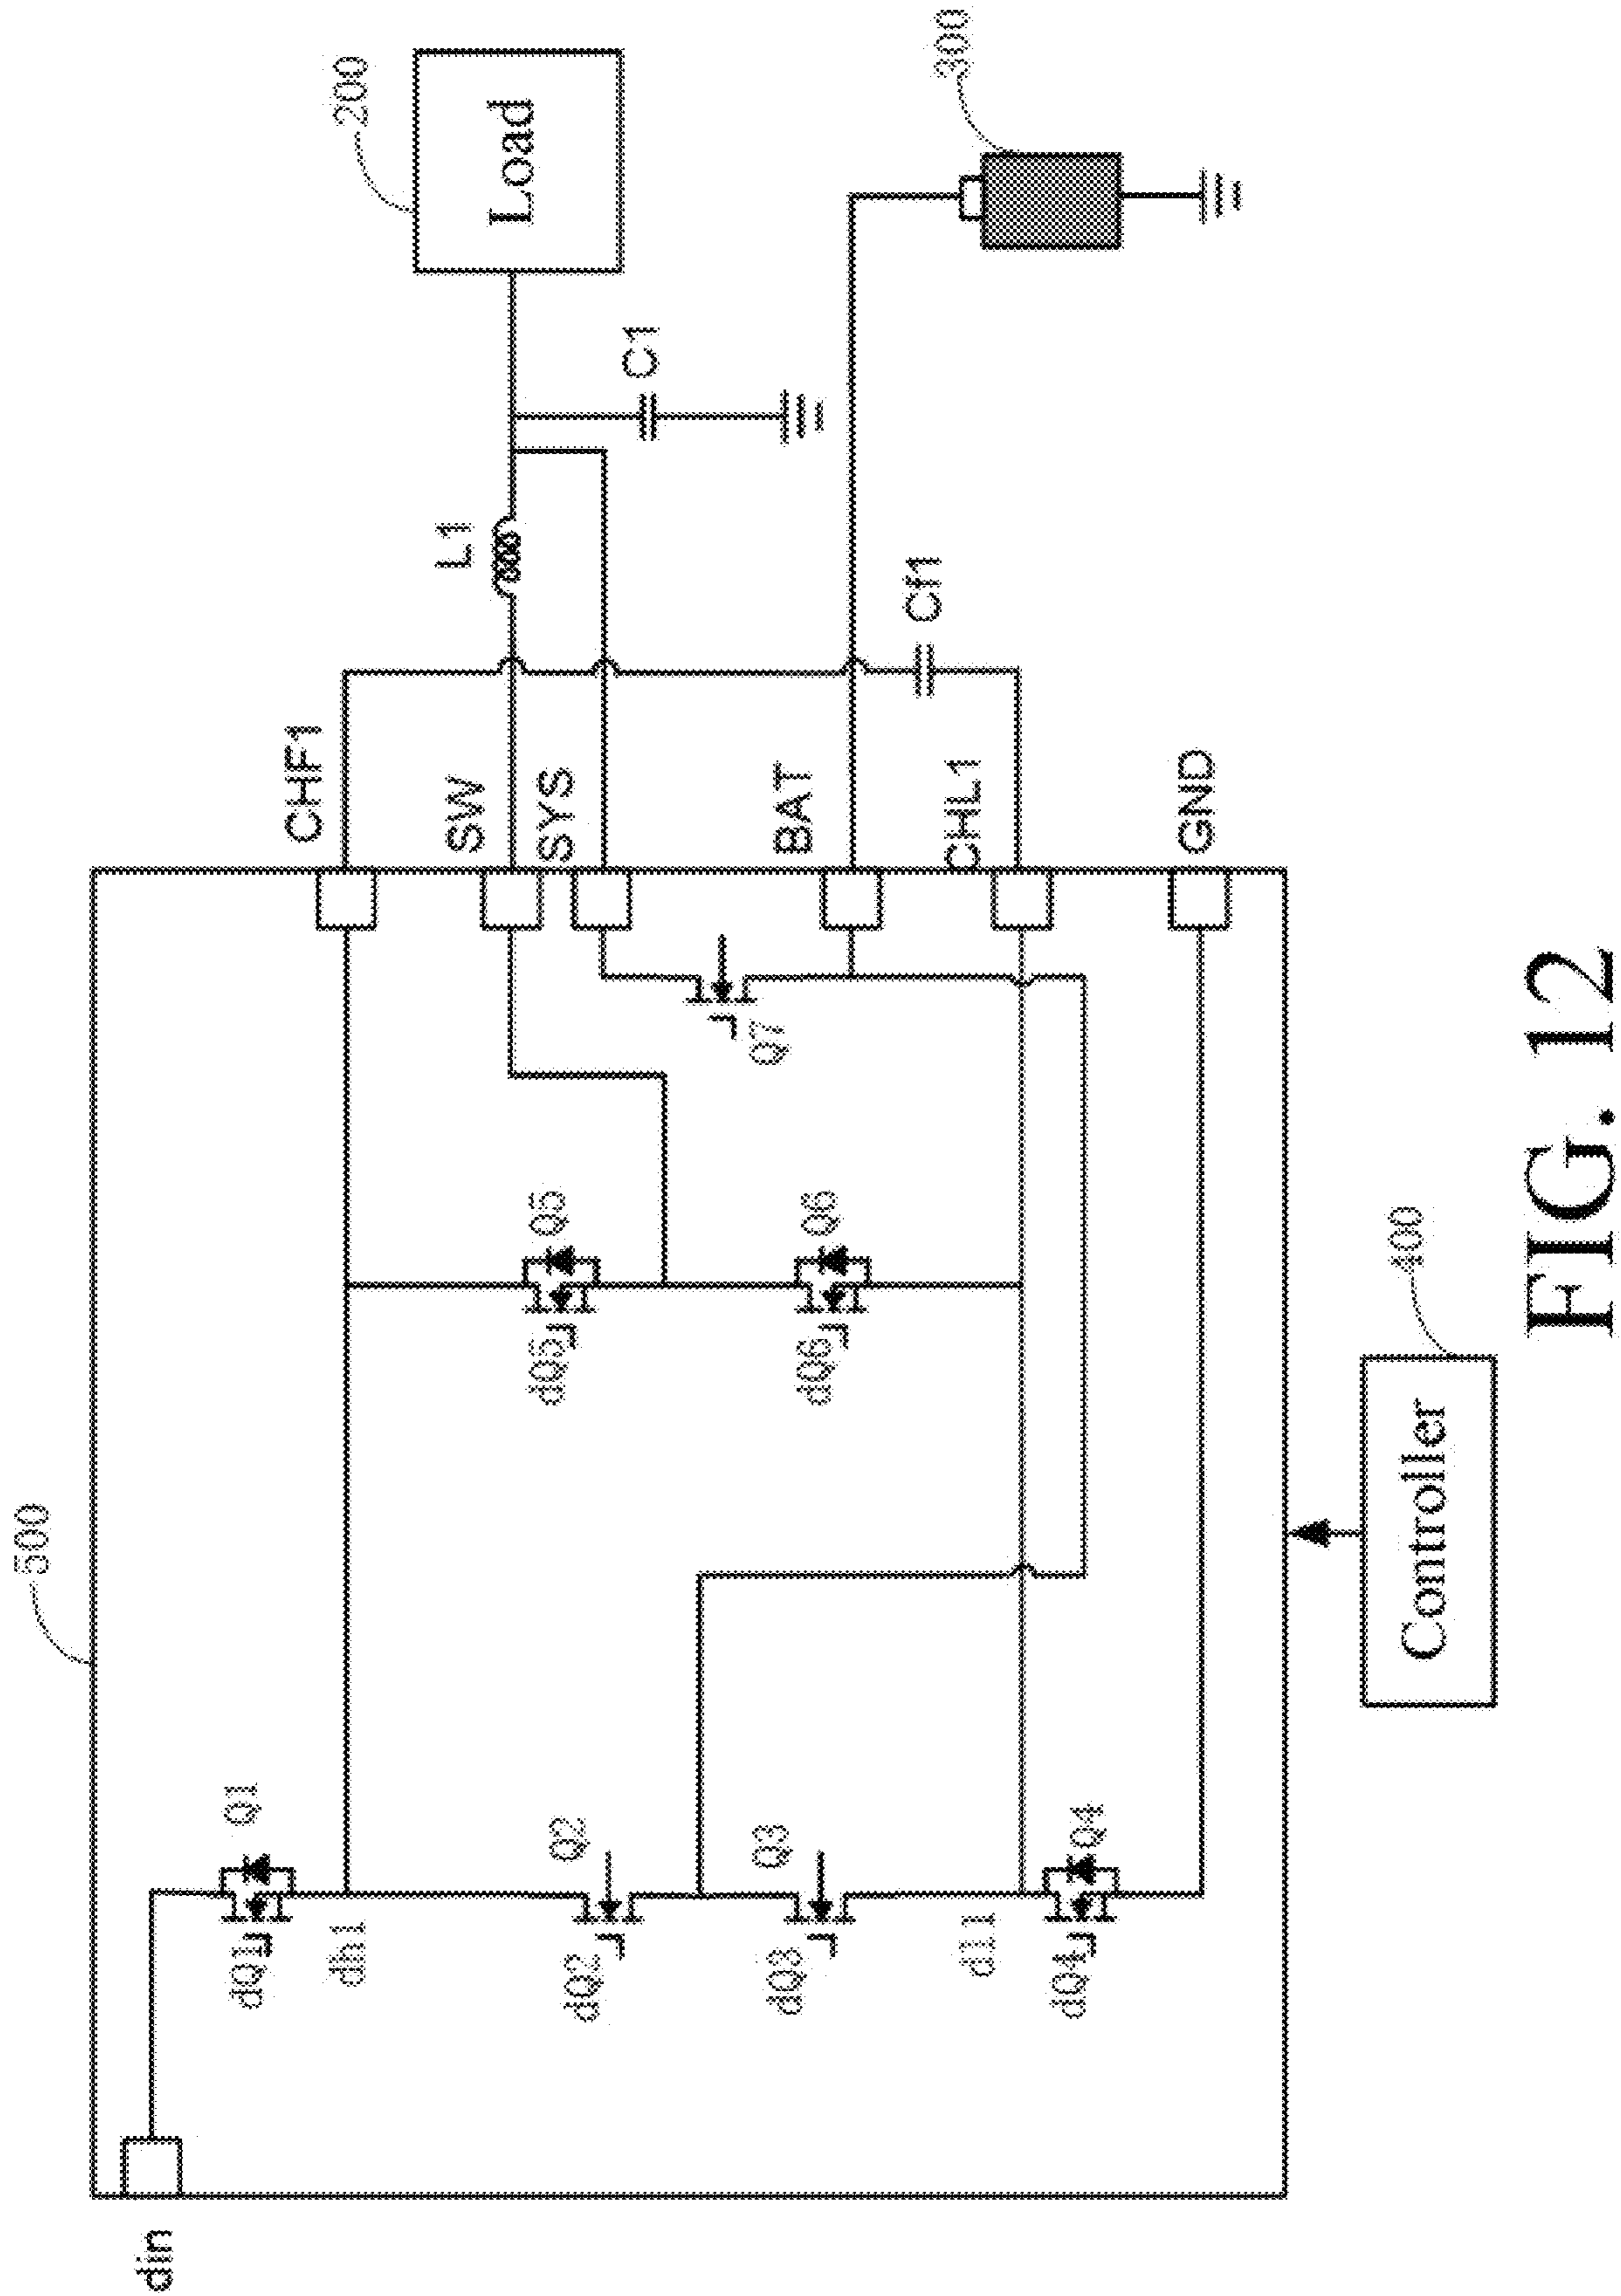 500
din
dQ1
Q1
dh1
dQ2
Q2
dQ3
Q3
dl1
dQ4
Q4
dQ5
Q5
dQ6
Q6
Q7
CHF1
SW
SYS
BAT
CHL1
GND
L1
C1
Cf1
200
Load
300
400
Controller
FIG. 12